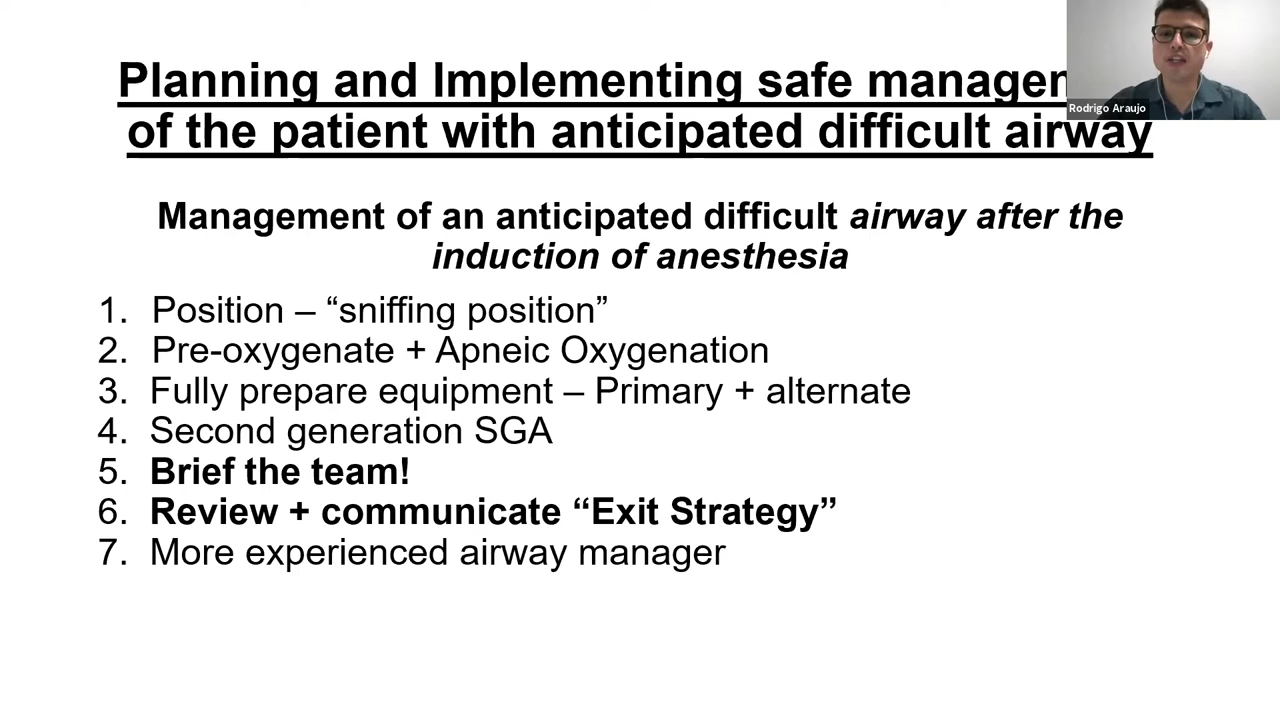 Planning and Implementing safe managem
of the patient with anticipated difficult airway
Rodrigo Araujo
Management of an anticipated difficult airway after the
induction of anesthesia
1. Position – “sniffing position”
2. Pre-oxygenate + Apneic Oxygenation
3. Fully prepare equipment – Primary + alternate
4. Second generation SGA
5. Brief the team!
6. Review + communicate “Exit Strategy”
7. More experienced airway manager